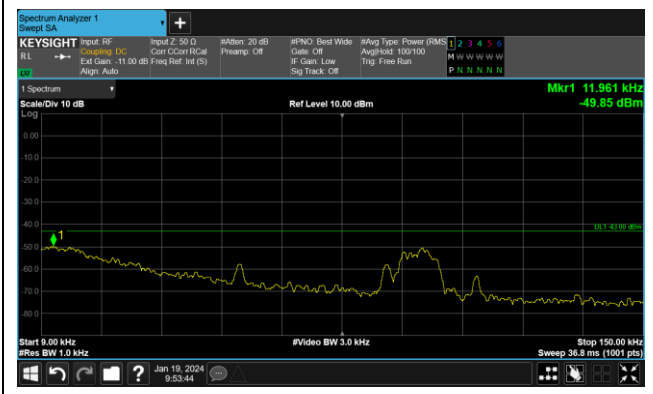 Spectrum Analyzer 1
Swept SA
+
KEYSIGHT Input: RF Input Z: 50 Ω #Atten: 20 dB #PNO: Best Wide #Avg Type: Power (RMS 1 2 3 4 5 6
RL Coupling: DC Corr CCorr RCal Preamp: Off Gate: Off Avg|Hold: 100/100 M W W W W W
Ext Gain: -11.00 dB Freq Ref: Int (S) IF Gain: Low Trig: Free Run
Align: Auto Sig Track: Off P N N N N N
1 Spectrum Mkr1 11.961 kHz
Scale/Div 10 dB Ref Level 10.00 dBm -49.85 dBm
Log
0.00
-10.0
-20.0
-30.0
-40.0
DL1 -43.00 dBm
1
-50.0
-60.0
-70.0
-80.0
Start 9.00 kHz #Video BW 3.0 kHz Stop 150.00 kHz
#Res BW 1.0 kHz Sweep 36.8 ms (1001 pts)
? Jan 19, 2024
9:53:44